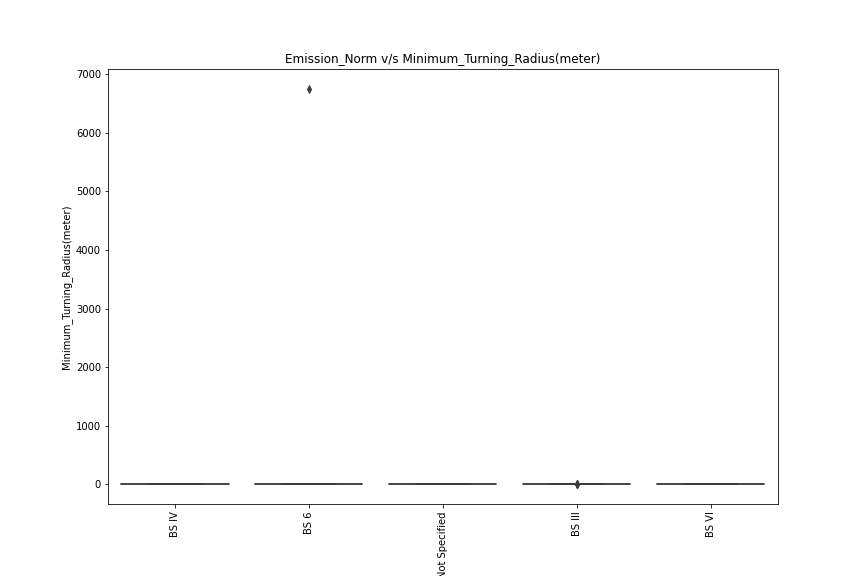 Emission_Norm v/s Minimum_Turning_Radius(meter)
7000
6000
5000
4000
3000
2000
1000
0
Minimum_Turning_Radius(meter)
BS IV
BS 6
Not Specified
BS III
BS VI